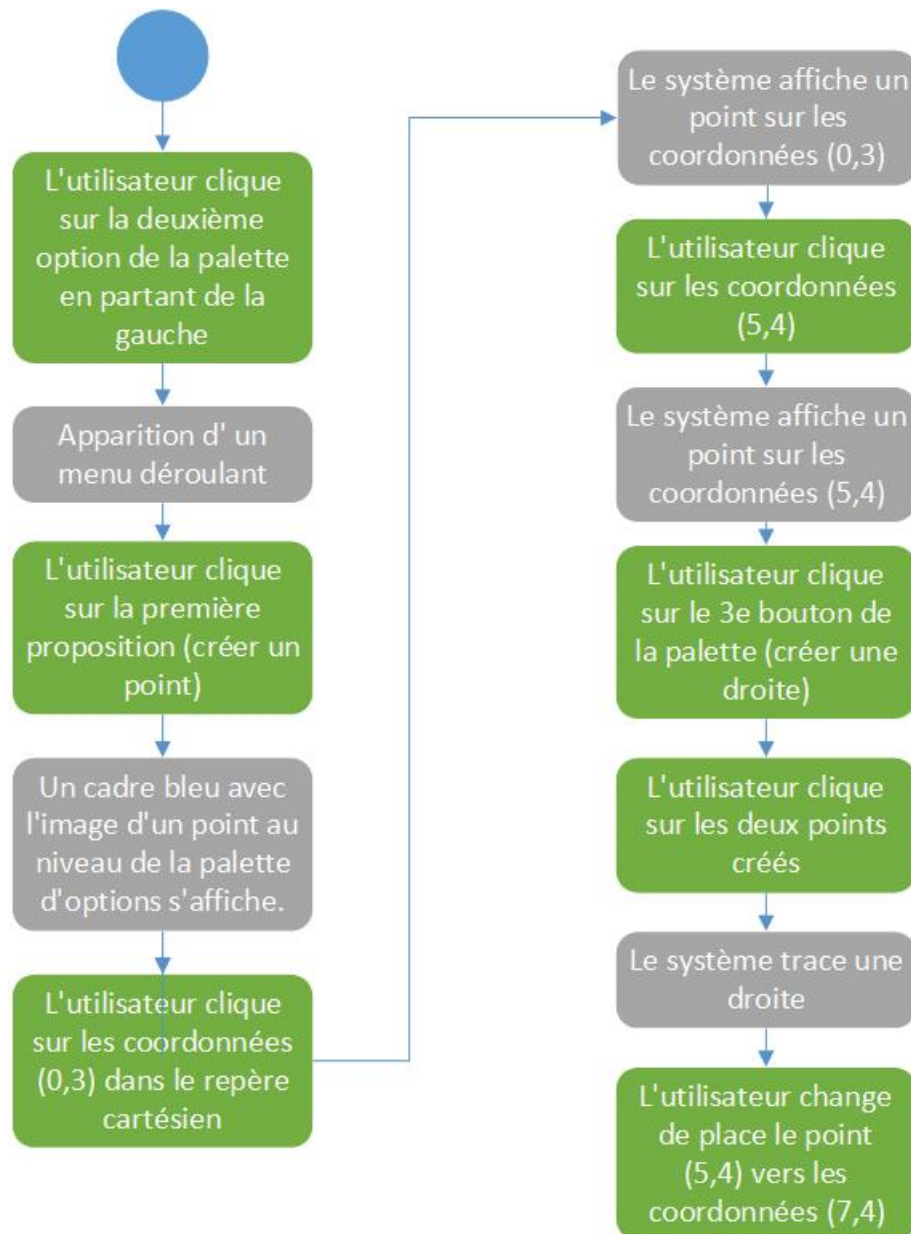 L'utilisateur clique
sur la deuxième
option de la palette
en partant de la
gauche
Apparition d' un
menu déroulant
L'utilisateur clique
sur la première
proposition (créer un
point)
Un cadre bleu avec
l'image d'un point au
niveau de la palette
d'options s'affiche.
L'utilisateur clique
sur les coordonnées
(0,3) dans le repère
cartésien
Le système affiche un
point sur les
coordonnées (0,3)
L'utilisateur clique
sur les coordonnées
(5,4)
Le système affiche un
point sur les
coordonnées (5,4)
L'utilisateur clique
sur le 3e bouton de
la palette (créer une
droite)
L'utilisateur clique
sur les deux points
créés
Le système trace une
droite
L'utilisateur change
de place le point
(5,4) vers les
coordonnées (7,4)